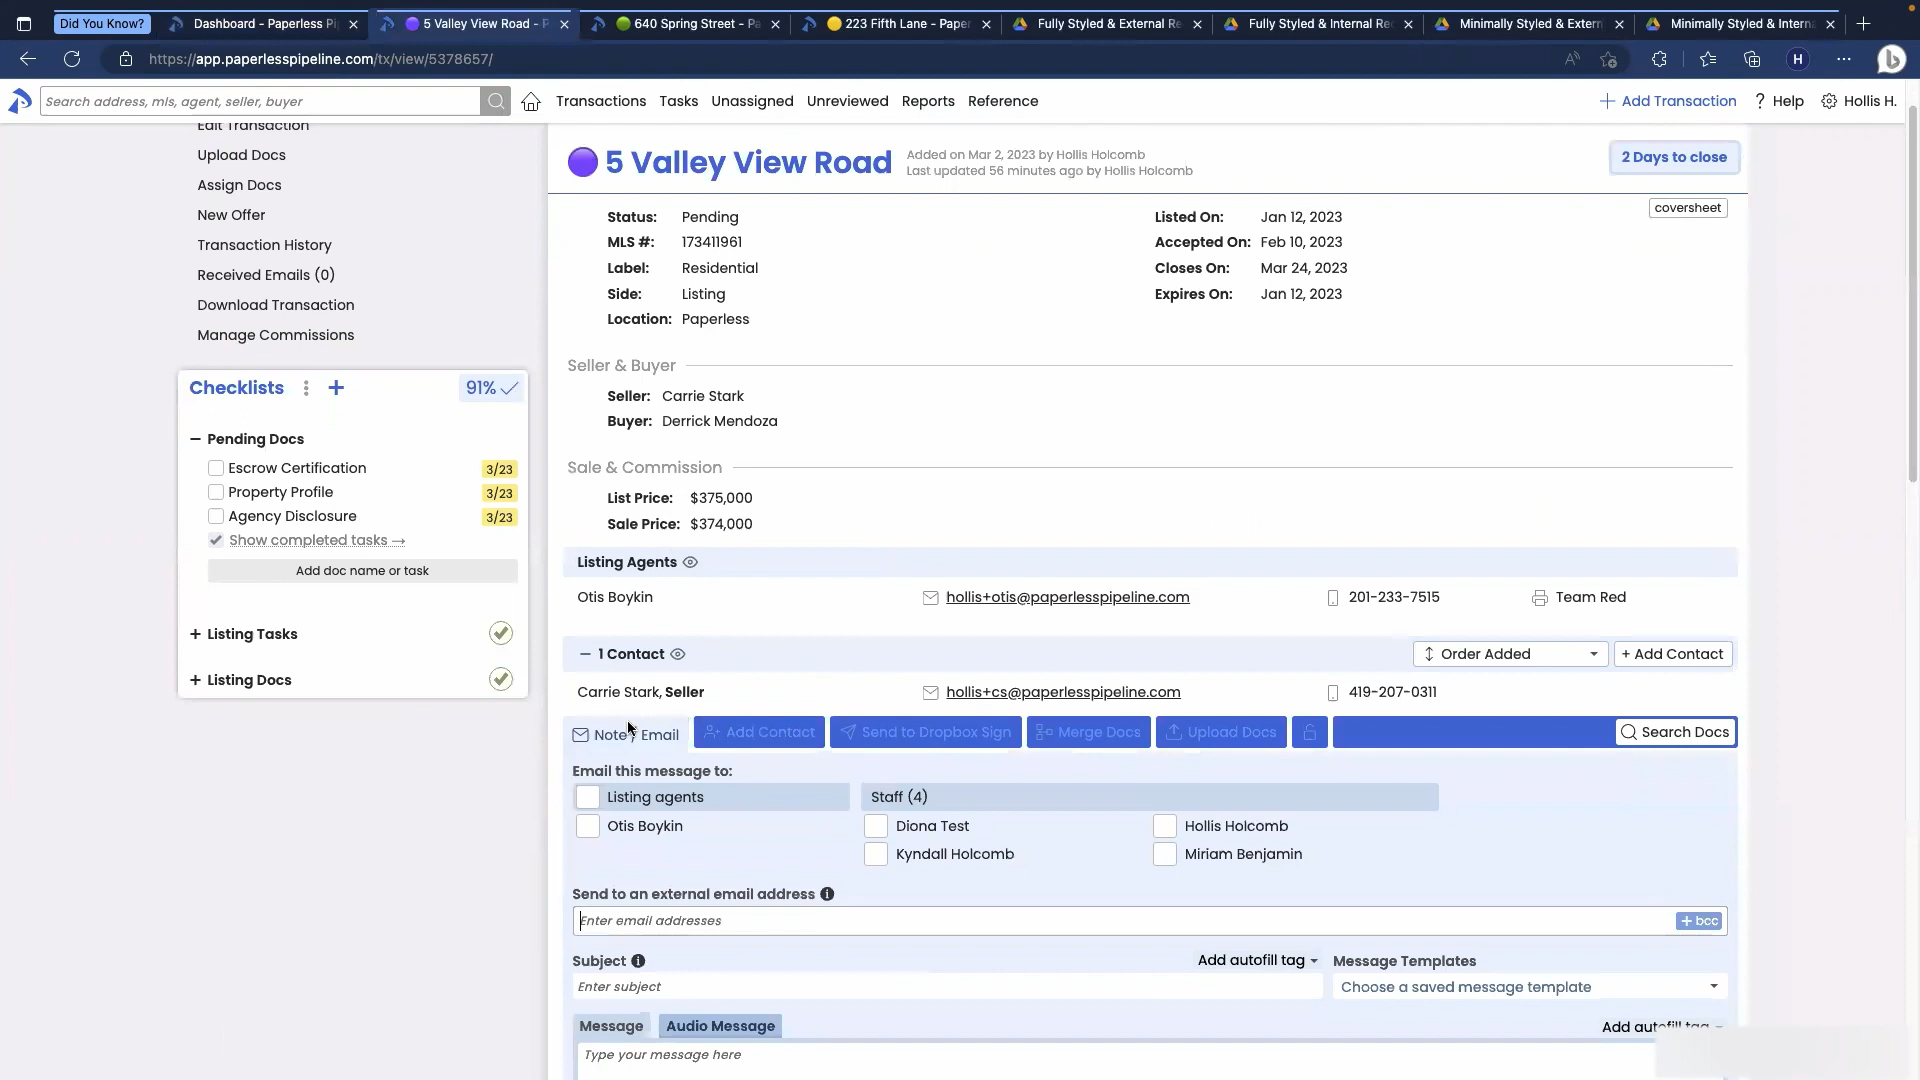 Did You Know?
Dashboard - Paperless Pi
5 Valley View Road - P
640 Spring Street - Pa
223 Fifth Lane - Paper
Fully Styled & External Re
Fully Styled & Internal Rec
Minimally Styled & Extern
Minimally Styled & Interna
https://app.paperlesspipeline.com/tx/view/5378657/
H
Search address, mls, agent, seller, buyer
Transactions Tasks Unassigned Unreviewed Reports Reference
+ Add Transaction
? Help
Hollis H.
Edit Transaction
Upload Docs
Assign Docs
New Offer
Transaction History
Received Emails (0)
Download Transaction
Manage Commissions
Checklists + 91%
− Pending Docs
Escrow Certification 3/23
Property Profile 3/23
Agency Disclosure 3/23
Show completed tasks →
Add doc name or task
+ Listing Tasks
+ Listing Docs
5 Valley View Road
Added on Mar 2, 2023 by Hollis Holcomb
Last updated 56 minutes ago by Hollis Holcomb
2 Days to close
coversheet
Status: Pending
MLS #: 173411961
Label: Residential
Side: Listing
Location: Paperless
Listed On: Jan 12, 2023
Accepted On: Feb 10, 2023
Closes On: Mar 24, 2023
Expires On: Jan 12, 2023
Seller & Buyer
Seller: Carrie Stark
Buyer: Derrick Mendoza
Sale & Commission
List Price: $375,000
Sale Price: $374,000
Listing Agents
Otis Boykin hollis+otis@paperlesspipeline.com 201-233-7515 Team Red
− 1 Contact Order Added + Add Contact
Carrie Stark, Seller hollis+cs@paperlesspipeline.com 419-207-0311
Note / Email Add Contact Send to Dropbox Sign Merge Docs Upload Docs Search Docs
Email this message to:
Listing agents Staff (4)
Otis Boykin Diona Test Hollis Holcomb
Kyndall Holcomb Miriam Benjamin
Send to an external email address
Enter email addresses + bcc
Subject Add autofill tag Message Templates
Enter subject Choose a saved message template
Message Audio Message Add autofill tag
Type your message here